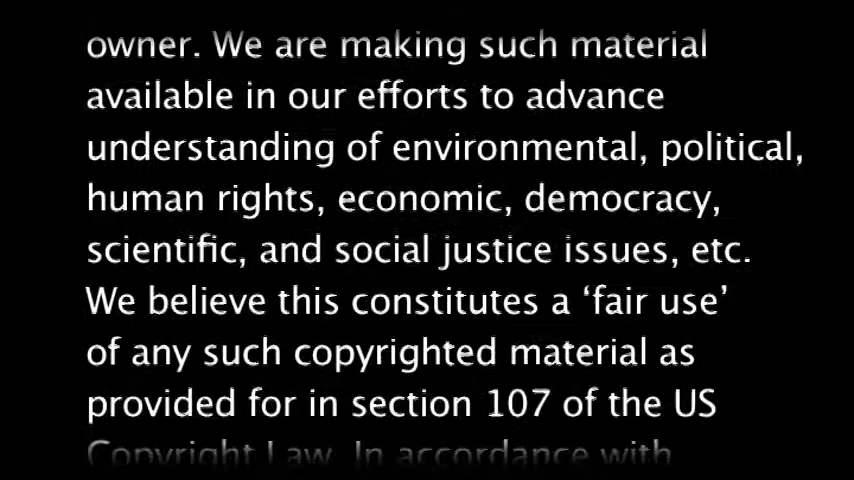 owner. We are making such material
available in our efforts to advance
understanding of environmental, political,
human rights, economic, democracy,
scientific, and social justice issues, etc.
We believe this constitutes a ‘fair use’
of any such copyrighted material as
provided for in section 107 of the US
Copyright Law. In accordance with